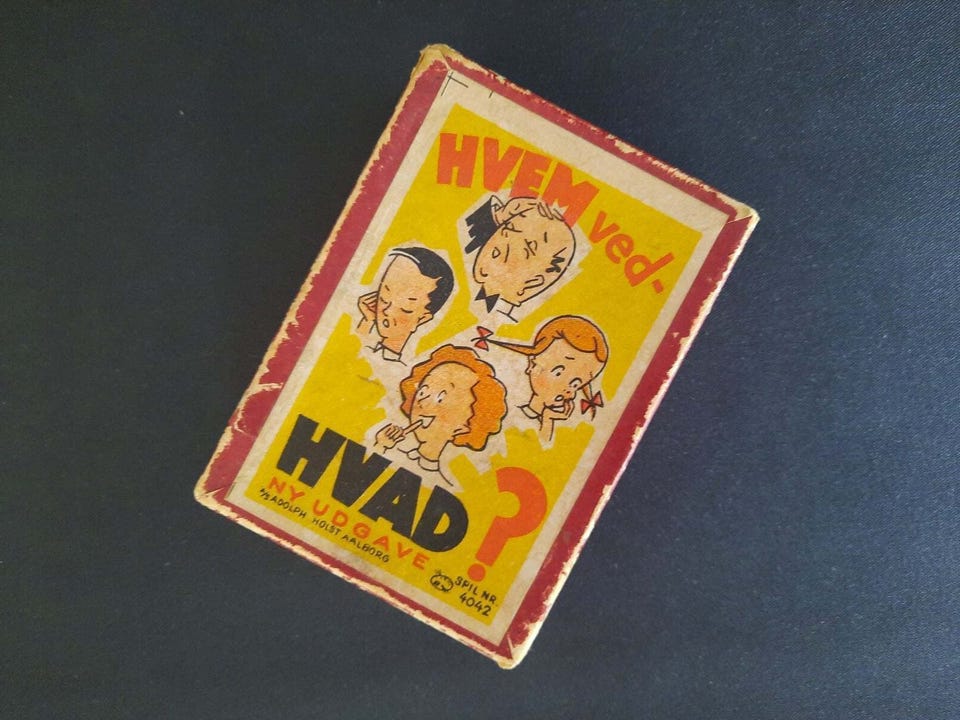 HVEM ved-
HVAD?
NY UDGAVE
A/S ADOLPH HOLST AALBORG
SPIL NR.
4042